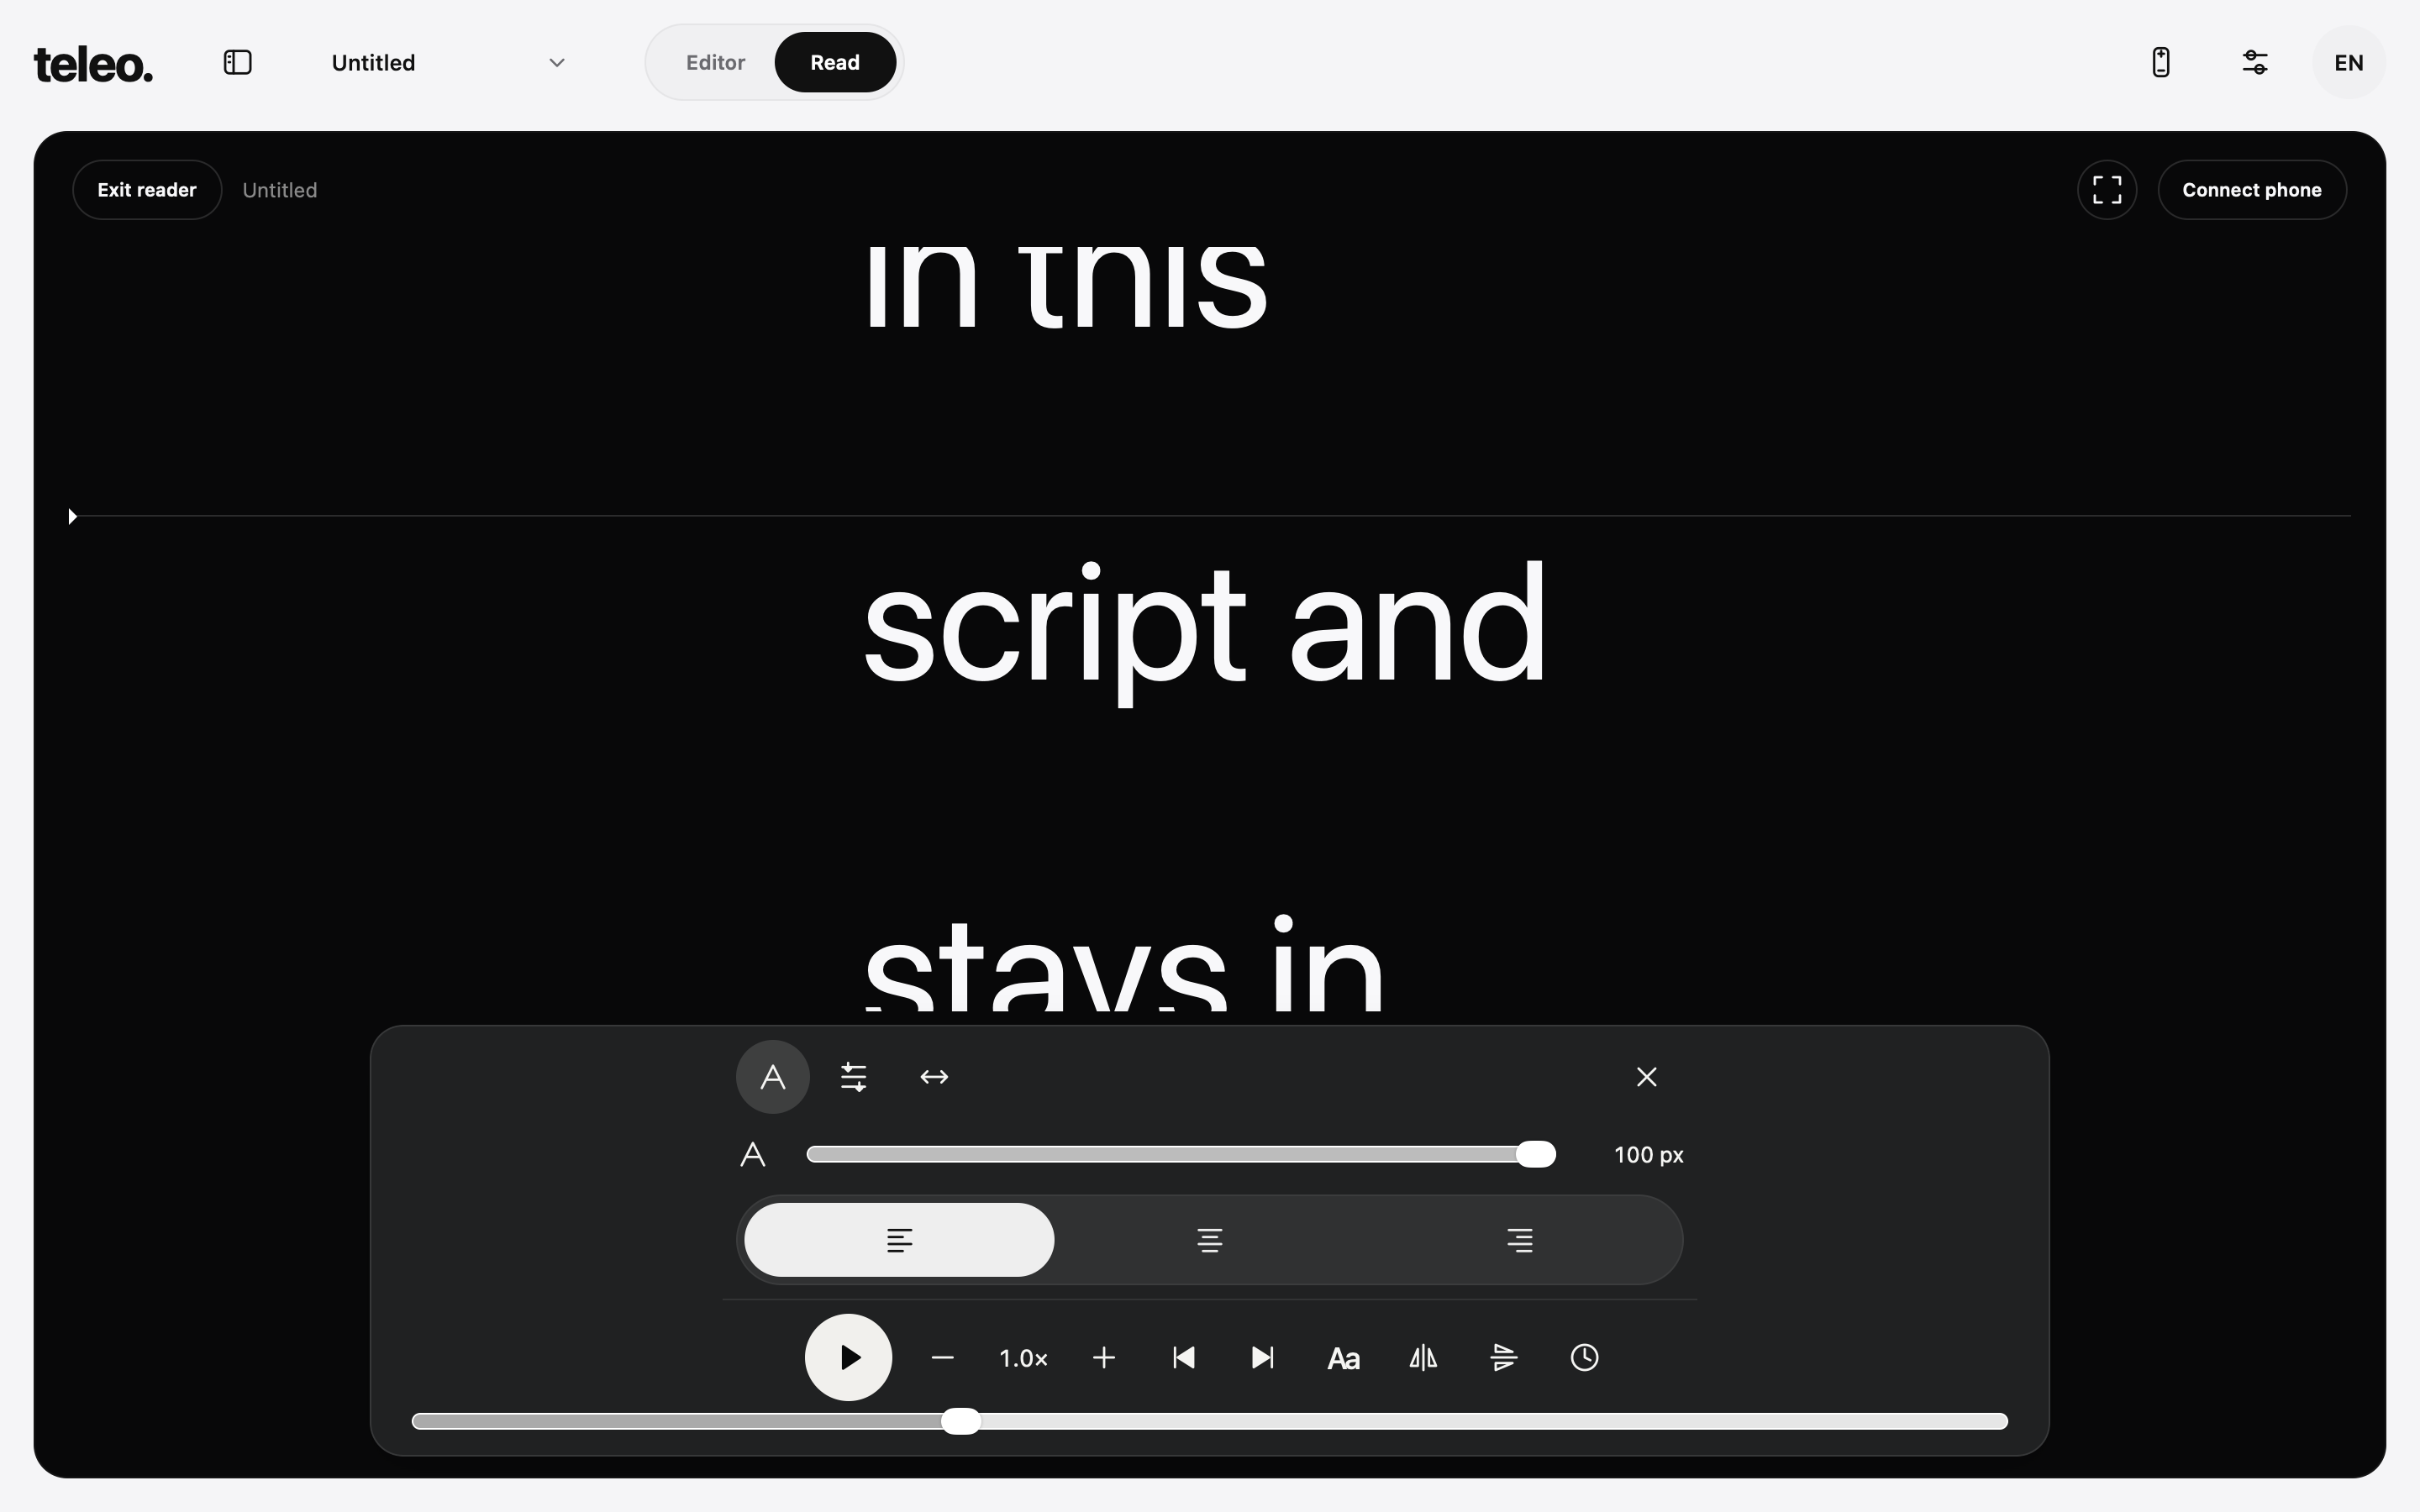 teleo.
Untitled
Editor
Read
EN
Exit reader
Untitled
Connect phone
in this
script and
stays in
100 px
1.0×
Aa